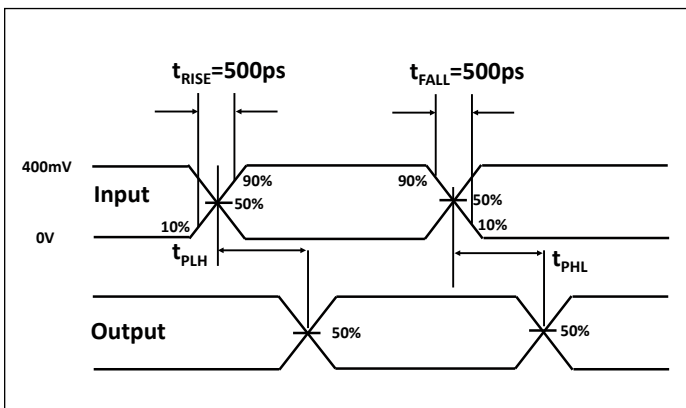 tRISE=500ps
tFALL=500ps
400mV
Input
90%
90%
50%
50%
10%
10%
0V
tPLH
tPHL
Output
50%
50%